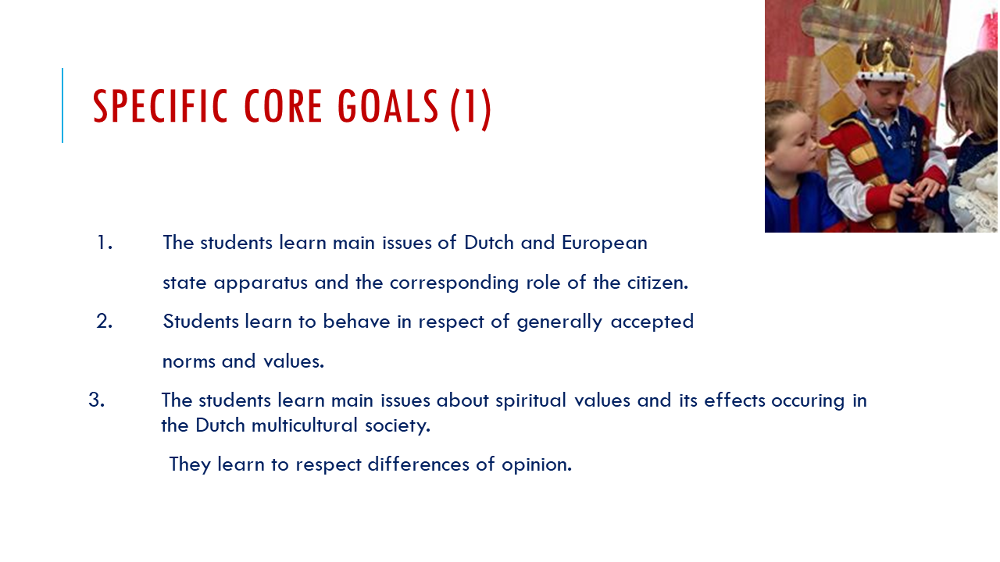 SPECIFIC CORE GOALS (1)
1. The students learn main issues of Dutch and European
state apparatus and the corresponding role of the citizen.
2. Students learn to behave in respect of generally accepted
norms and values.
3. The students learn main issues about spiritual values and its effects occuring in
the Dutch multicultural society.
They learn to respect differences of opinion.